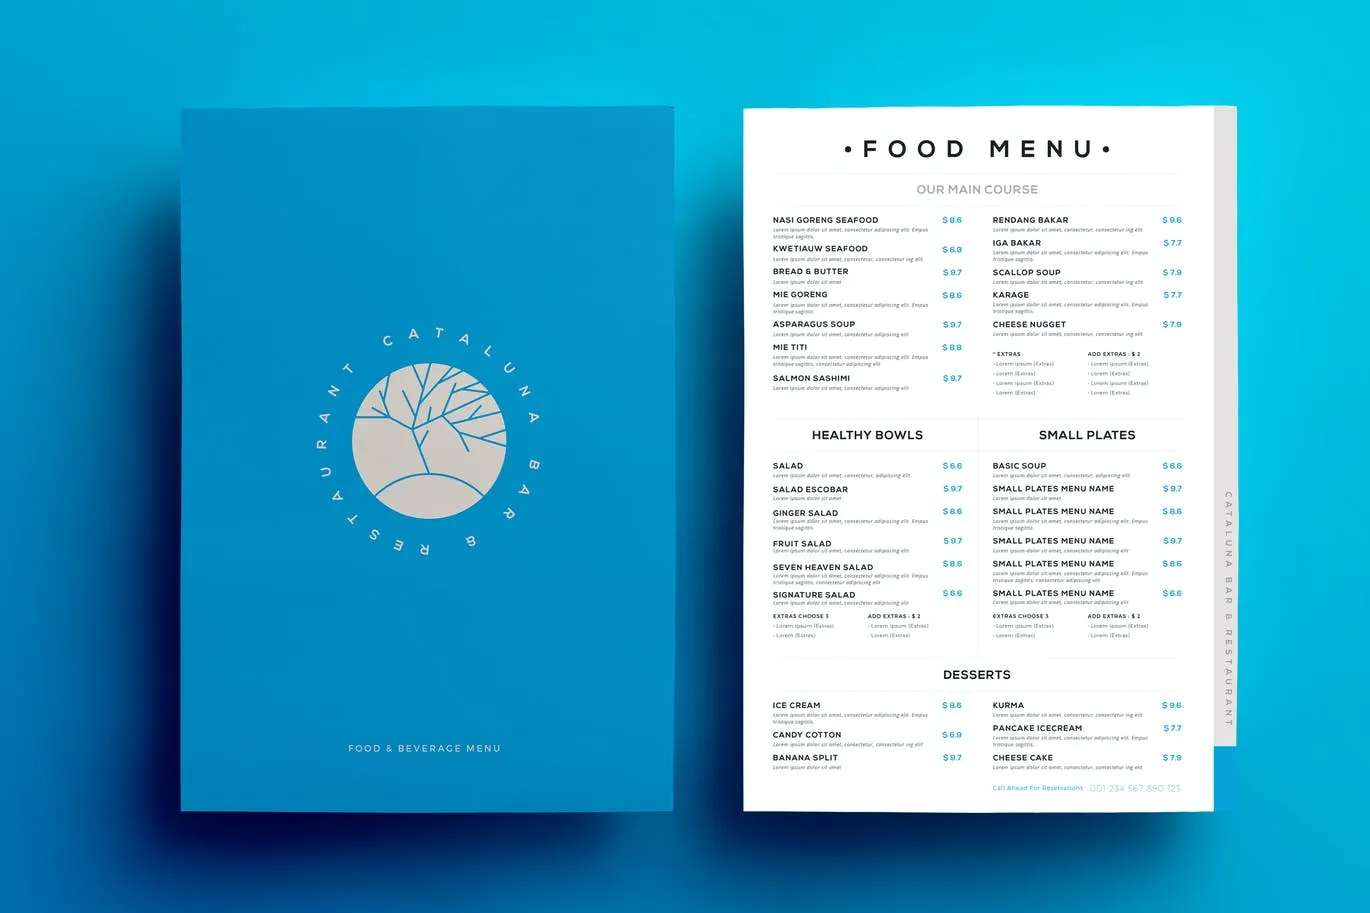 CATALUNA BAR & RESTAURANT
FOOD & BEVERAGE MENU
•FOOD MENU•
OUR MAIN COURSE
NASI GORENG SEAFOOD $ 8.6
Lorem ipsum dolor sit amet, consectetur adipiscing elit. Empus
tristique sagittis.
KWETIAUW SEAFOOD $ 6.9
Lorem ipsum dolor sit amet, consectetur, consectetur ing elit
BREAD & BUTTER $ 9.7
Lorem ipsum dolor sit amet
MIE GORENG $ 8.6
Lorem ipsum dolor sit amet, consectetur adipiscing elit. Empus
tristique sagittis.
ASPARAGUS SOUP $ 9.7
Lorem ipsum dolor sit amet, consectetur adipiscing elit
MIE TITI $ 8.8
Lorem ipsum dolor sit amet, consectetur adipiscing elit. Empus
tristique sagittis, consectetur adipiscing elit
SALMON SASHIMI $ 9.7
Lorem ipsum dolor sit amet, consectetur adipiscing elit
RENDANG BAKAR $ 9.6
Lorem ipsum dolor sit amet, consectetur, consectetur ing elit
IGA BAKAR $ 7.7
Lorem ipsum dolor sit amet, consectetur adipiscing elit. Empus
tristique sagittis.
SCALLOP SOUP $ 7.9
Lorem ipsum dolor sit amet, consectetur, consectetur ing elit
KARAGE $ 7.7
Lorem ipsum dolor sit amet, consectetur adipiscing elit. Empus
tristique sagittis.
CHEESE NUGGET $ 7.9
Lorem ipsum dolor sit amet, consectetur, consectetur ing elit
* EXTRAS
- Lorem ipsum (Extras)
- Lorem (Extras)
- Lorem ipsum (Extras)
- Lorem (Extras)
ADD EXTRAS : $ 2
- Lorem ipsum (Extras)
- Lorem (Extras)
- Lorem ipsum (Extras)
- Lorem (Extras)
HEALTHY BOWLS
SALAD $ 6.6
Lorem ipsum dolor sit amet, consectetur, adipiscing elit
SALAD ESCOBAR $ 9.7
Lorem ipsum dolor sit amet
GINGER SALAD $ 8.6
Lorem ipsum dolor sit amet, consectetur adipiscing elit. Empus
tristique sagittis.
FRUIT SALAD $ 9.7
Lorem ipsum dolor sit amet, consectetur adipiscing elit
SEVEN HEAVEN SALAD $ 8.6
Lorem ipsum dolor sit amet, consectetur adipiscing elit. Empus
tristique sagittis, consectetur adipiscing elit
SIGNATURE SALAD $ 6.6
Lorem ipsum dolor sit amet, consectetur adipiscing elit
EXTRAS CHOOSE 3
- Lorem ipsum (Extras)
- Lorem (Extras)
ADD EXTRAS : $ 2
- Lorem ipsum (Extras)
- Lorem (Extras)
SMALL PLATES
BASIC SOUP $ 6.6
Lorem ipsum dolor sit amet, consectetur, adipiscing elit
SMALL PLATES MENU NAME $ 9.7
Lorem ipsum dolor sit amet
SMALL PLATES MENU NAME $ 8.6
Lorem ipsum dolor sit amet, consectetur adipiscing elit. Empus
tristique sagittis.
SMALL PLATES MENU NAME $ 9.7
Lorem ipsum dolor sit amet, consectetur adipiscing elit
SMALL PLATES MENU NAME $ 8.6
Lorem ipsum dolor sit amet, consectetur adipiscing elit. Empus
tristique sagittis, consectetur adipiscing elit
SMALL PLATES MENU NAME $ 6.6
Lorem ipsum dolor sit amet, consectetur adipiscing elit
EXTRAS CHOOSE 3
- Lorem ipsum (Extras)
- Lorem (Extras)
ADD EXTRAS : $ 2
- Lorem ipsum (Extras)
- Lorem (Extras)
DESSERTS
ICE CREAM $ 8.6
Lorem ipsum dolor sit amet, consectetur adipiscing elit. Empus
tristique sagittis.
CANDY COTTON $ 6.9
Lorem ipsum dolor sit amet, consectetur, consectetur ing elit
BANANA SPLIT $ 9.7
Lorem ipsum dolor sit amet
KURMA $ 9.6
Lorem ipsum dolor sit amet, consectetur, consectetur ing elit
PANCAKE ICECREAM $ 7.7
Lorem ipsum dolor sit amet, consectetur adipiscing elit. Empus
tristique sagittis.
CHEESE CAKE $ 7.9
Lorem ipsum dolor sit amet, consectetur, consectetur ing elit
Call Ahead For Reservations 001 234 567 890 123
CATALUNA BAR & RESTAURANT